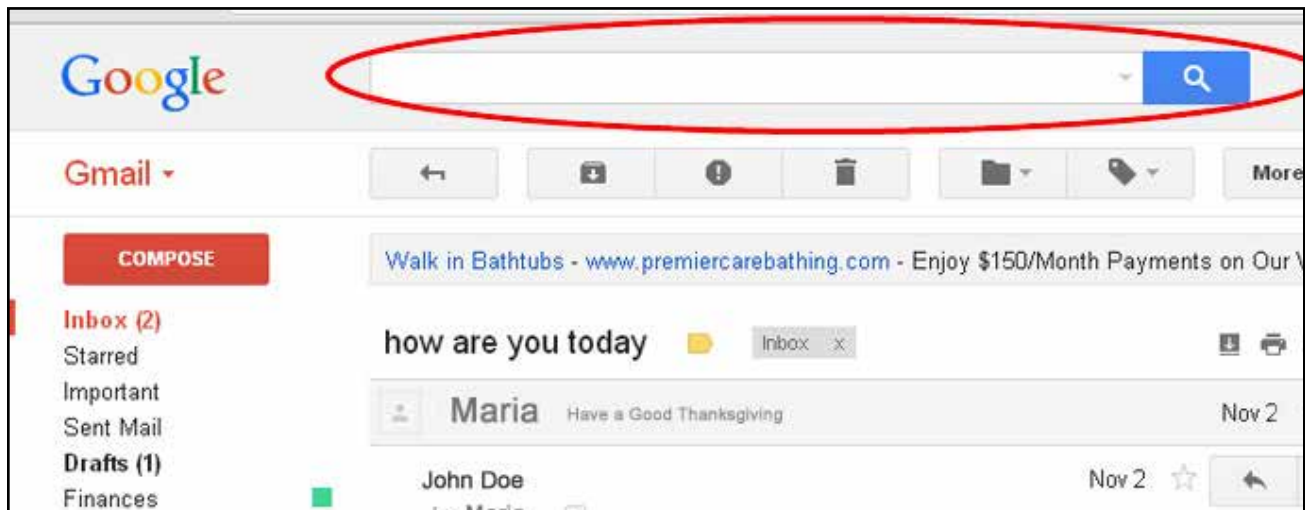 Google
Gmail
More
COMPOSE
Walk in Bathtubs - www.premiercarebathing.com - Enjoy $150/Month Payments on Our
Inbox (2)
Starred
Important
Sent Mail
Drafts (1)
Finances
how are you today Inbox x
Maria Have a Good Thanksgiving Nov 2
John Doe Nov 2
Maria